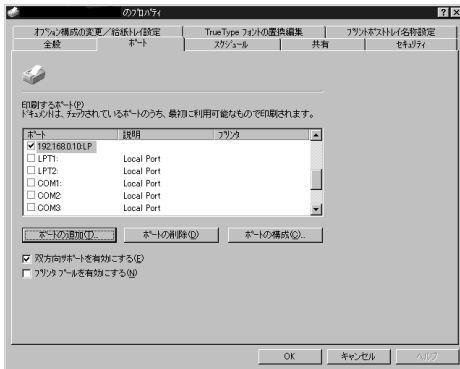 のプロパティ
オプション構成の変更/給紙トレイ設定
TrueType フォントの置換編集
プリントポストトレイ名称設定
全般
ポート
スケジュール
共有
セキュリティ
印刷するポート(P)
ドキュメントは、チェックされているポートのうち、最初に利用可能なもので印刷されます。
ポート 説明 プリンタ
192.168.0.10:LP
LPT1: Local Port
LPT2: Local Port
COM1: Local Port
COM2: Local Port
COM3: Local Port
ポートの追加(T)...
ポートの削除(D)
ポートの構成(C)...
双方向サポートを有効にする(E)
プリンタ プールを有効にする(N)
OK
キャンセル
ヘルプ